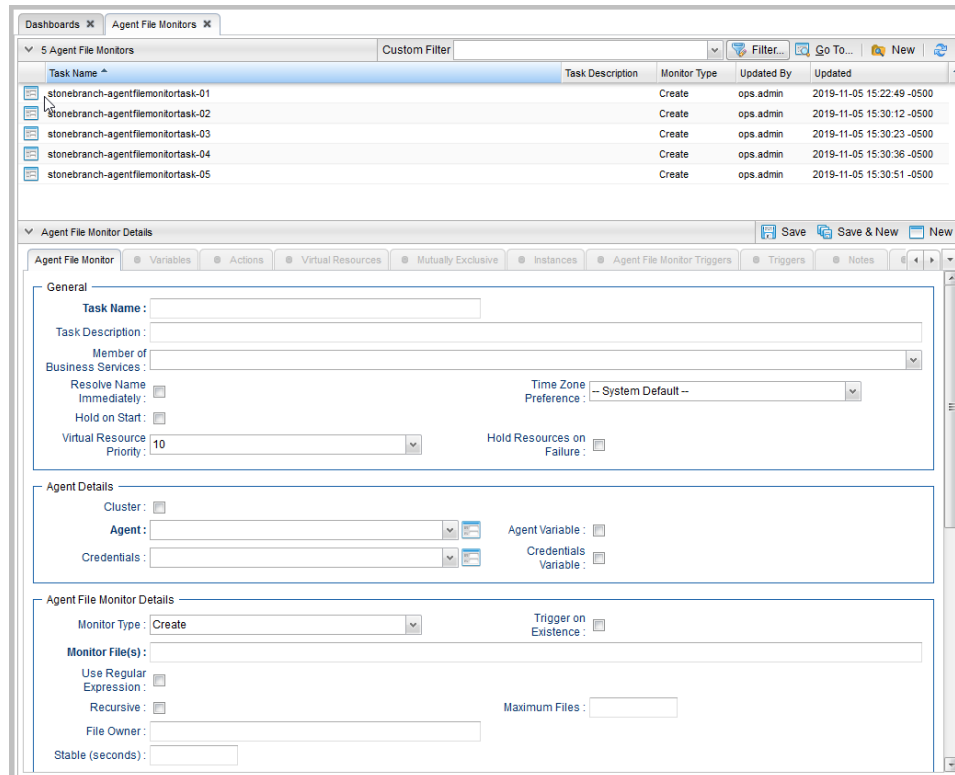 Dashboards Agent File Monitors
5 Agent File Monitors Custom Filter Filter... Go To... New
Task Name Task Description Monitor Type Updated By Updated
stonebranch-agentfilemonitortask-01 Create ops.admin 2019-11-05 15:22:49 -0500
stonebranch-agentfilemonitortask-02 Create ops.admin 2019-11-05 15:30:12 -0500
stonebranch-agentfilemonitortask-03 Create ops.admin 2019-11-05 15:30:23 -0500
stonebranch-agentfilemonitortask-04 Create ops.admin 2019-11-05 15:30:36 -0500
stonebranch-agentfilemonitortask-05 Create ops.admin 2019-11-05 15:30:51 -0500
Agent File Monitor Details Save Save & New New
Agent File Monitor Variables Actions Virtual Resources Mutually Exclusive Instances Agent File Monitor Triggers Triggers Notes
General
Task Name :
Task Description :
Member of
Business Services :
Resolve Name
Immediately :
Time Zone
Preference : -- System Default --
Hold on Start :
Virtual Resource
Priority : 10
Hold Resources on
Failure :
Agent Details
Cluster :
Agent : Agent Variable :
Credentials :
Credentials
Variable :
Agent File Monitor Details
Monitor Type : Create
Trigger on
Existence :
Monitor File(s) :
Use Regular
Expression :
Recursive : Maximum Files :
File Owner :
Stable (seconds) :